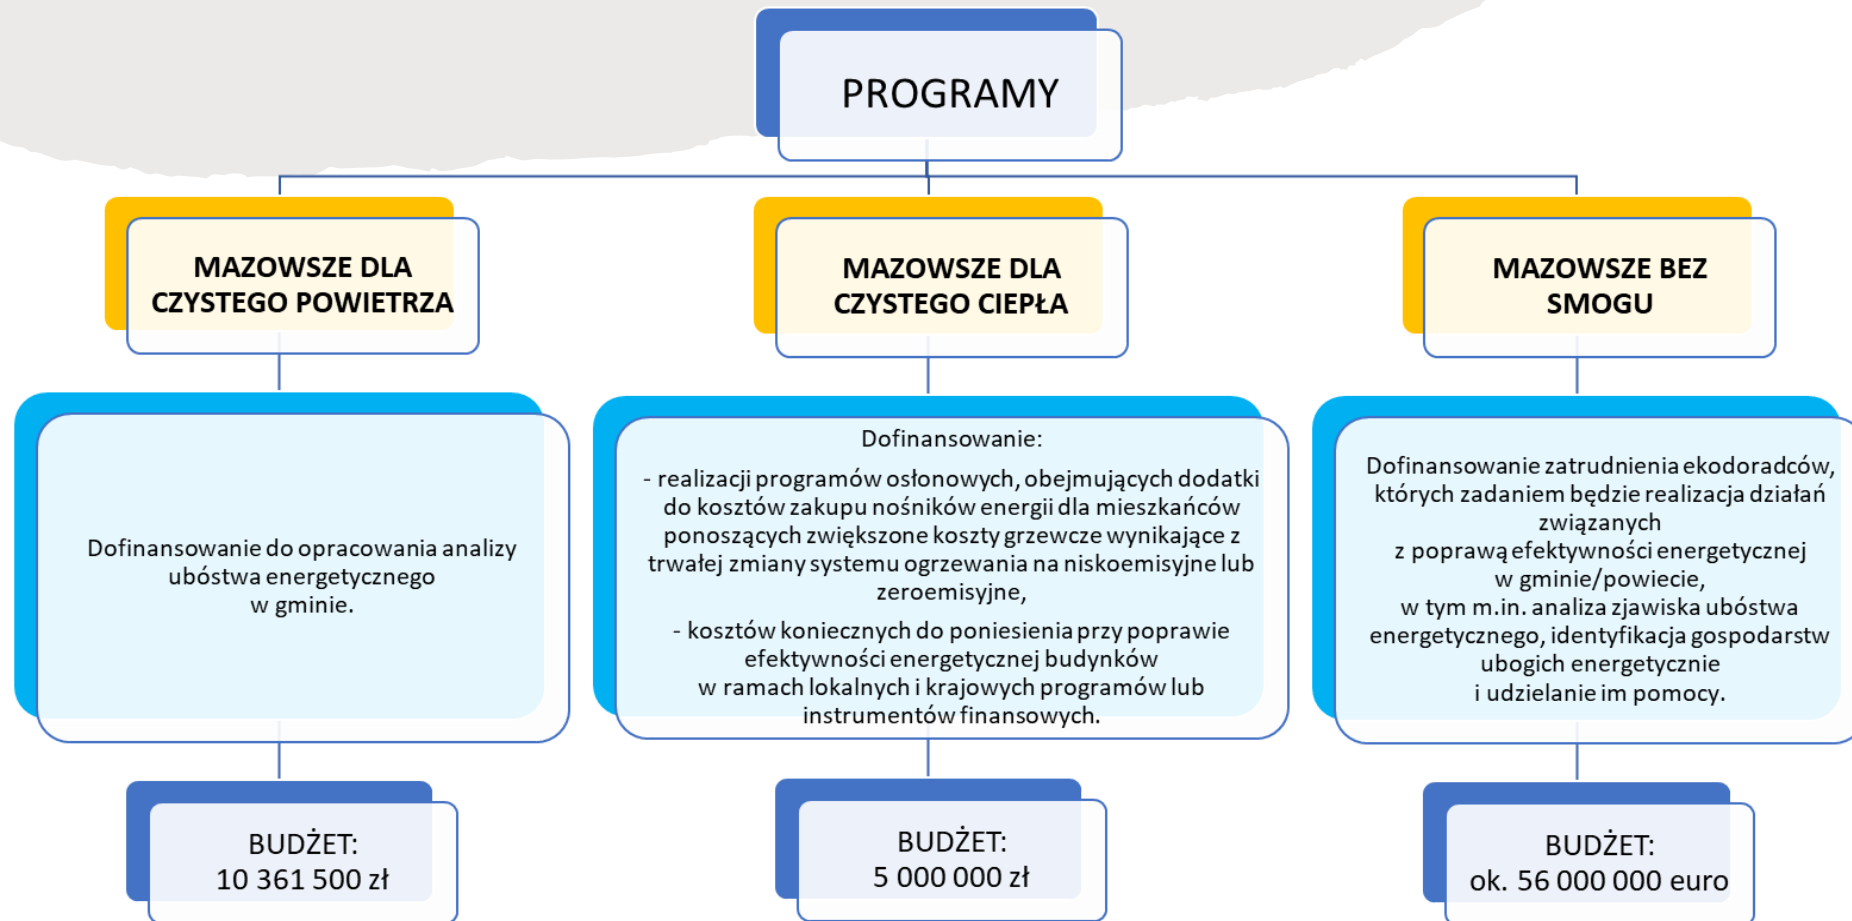 PROGRAMY
MAZOWSZE DLA
CZYSTEGO POWIETRZA
Dofinansowanie do opracowania analizy
ubóstwa energetycznego
w gminie.
BUDŻET:
10 361 500 zł
MAZOWSZE DLA
CZYSTEGO CIEPŁA
Dofinansowanie:
- realizacji programów osłonowych, obejmujących dodatki
do kosztów zakupu nośników energii dla mieszkańców
ponoszących zwiększone koszty grzewcze wynikające z
trwałej zmiany systemu ogrzewania na niskoemisyjne lub
zeroemisyjne,
- kosztów koniecznych do poniesienia przy poprawie
efektywności energetycznej budynków
w ramach lokalnych i krajowych programów lub
instrumentów finansowych.
BUDŻET:
5 000 000 zł
MAZOWSZE BEZ
SMOGU
Dofinansowanie zatrudnienia ekodoradców,
których zadaniem będzie realizacja działań
związanych
z poprawą efektywności energetycznej
w gminie/powiecie,
w tym m.in. analiza zjawiska ubóstwa
energetycznego, identyfikacja gospodarstw
ubogich energetycznie
i udzielanie im pomocy.
BUDŻET:
ok. 56 000 000 euro